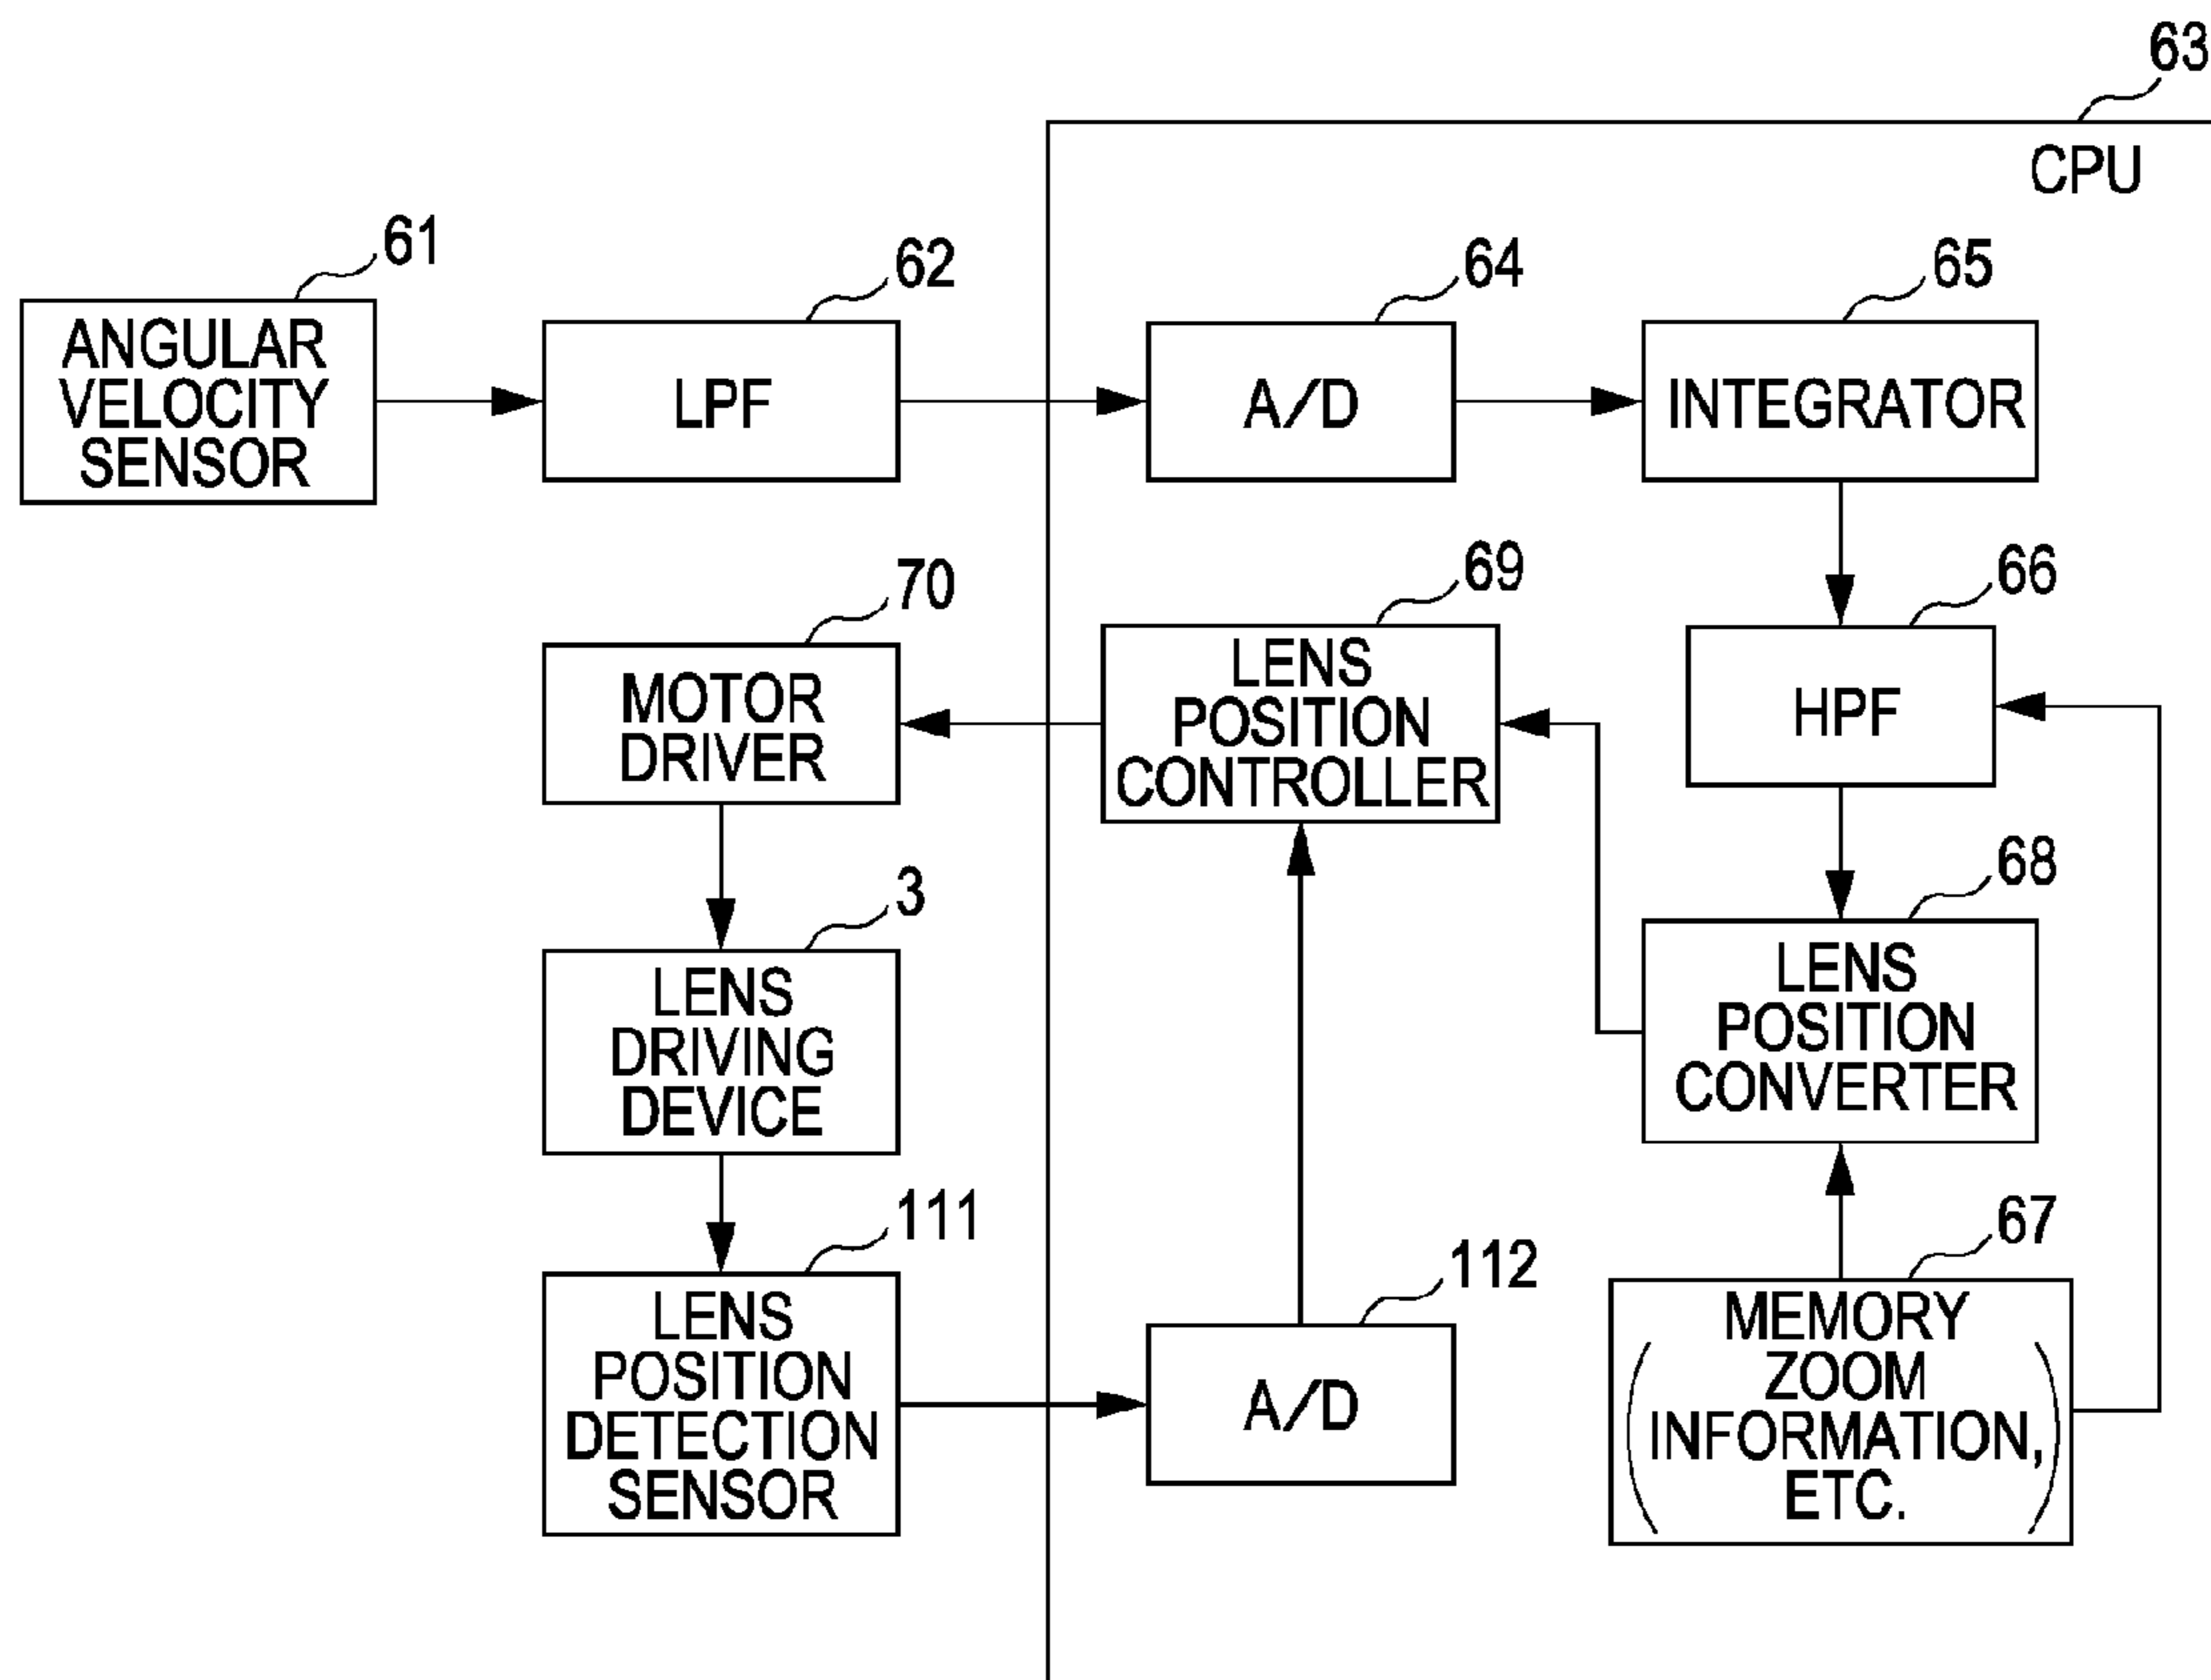 63
CPU
61
ANGULAR
VELOCITY
SENSOR
62
LPF
64
A/D
65
INTEGRATOR
70
MOTOR
DRIVER
69
LENS
POSITION
CONTROLLER
66
HPF
3
LENS
DRIVING
DEVICE
68
LENS
POSITION
CONVERTER
111
LENS
POSITION
DETECTION
SENSOR
112
A/D
67
MEMORY
ZOOM
INFORMATION,
ETC.